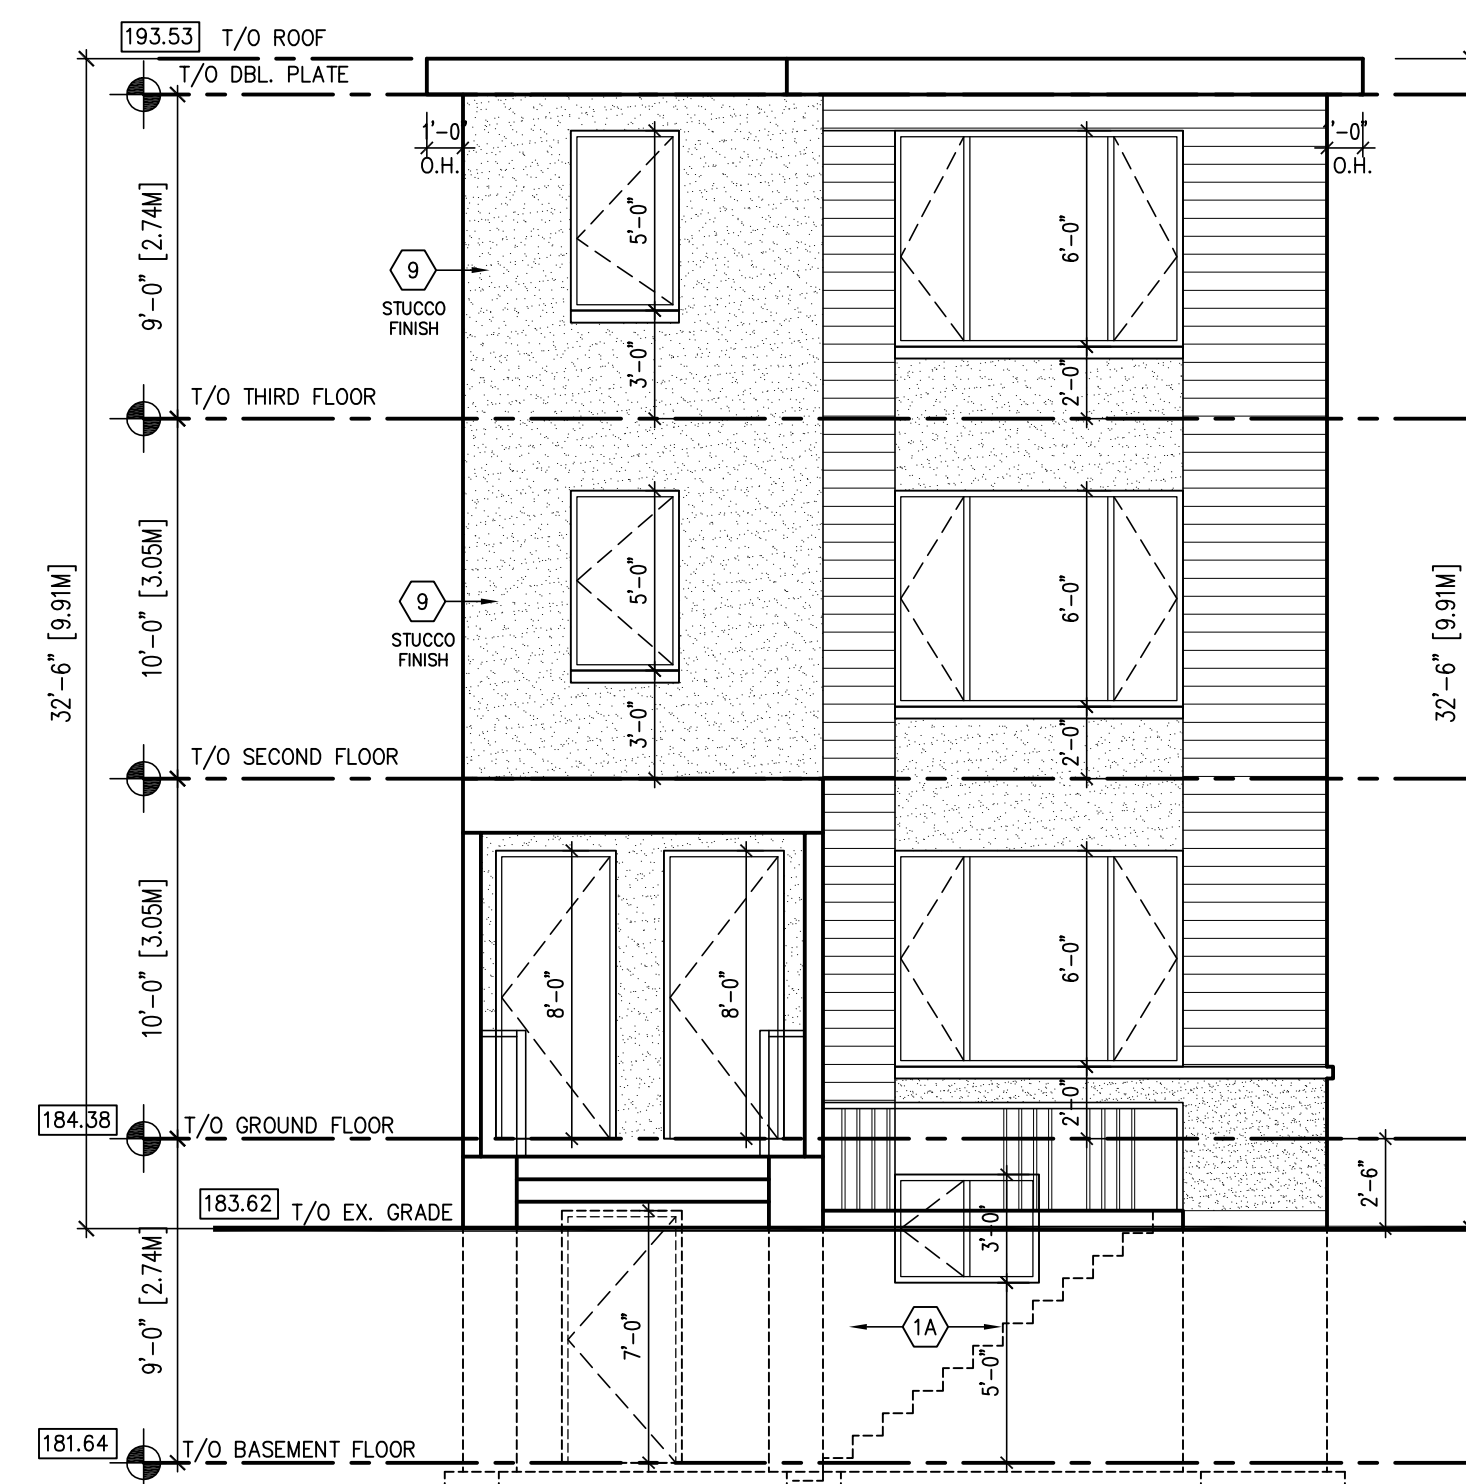 193.53 T/O ROOF
T/O DBL. PLATE
1'-0"
O.H.
'-0"
O.H.
9'-0" [2.74M]
5'-0"
6'-0"
9
STUCCO
FINISH
3'-0"
2'-0"
T/O THIRD FLOOR
32'-6" [9.91M]
10'-0" [3.05M]
5'-0"
6'-0"
9
STUCCO
FINISH
32'-6" [9.91M]
3'-0"
2'-0"
T/O SECOND FLOOR
10'-0" [3.05M]
8'-0"
8'-0"
6'-0"
2'-0"
184.38 T/O GROUND FLOOR
2'-6"
183.62 T/O EX. GRADE
3'-0"
9'-0" [2.74M]
7'-0"
1A
5'-0"
181.64 T/O BASEMENT FLOOR